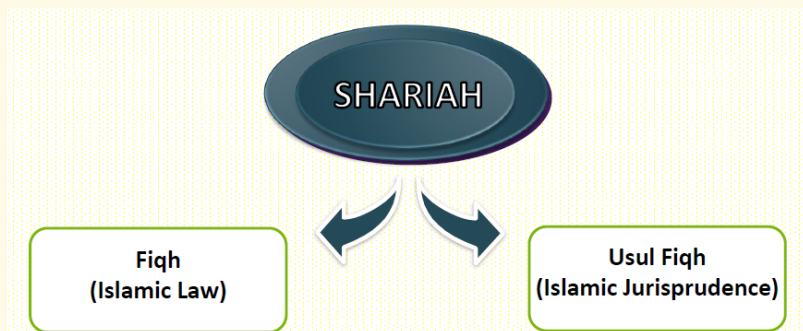 SHARIAH
Fiqh
(Islamic Law)
Usul Fiqh
(Islamic Jurisprudence)